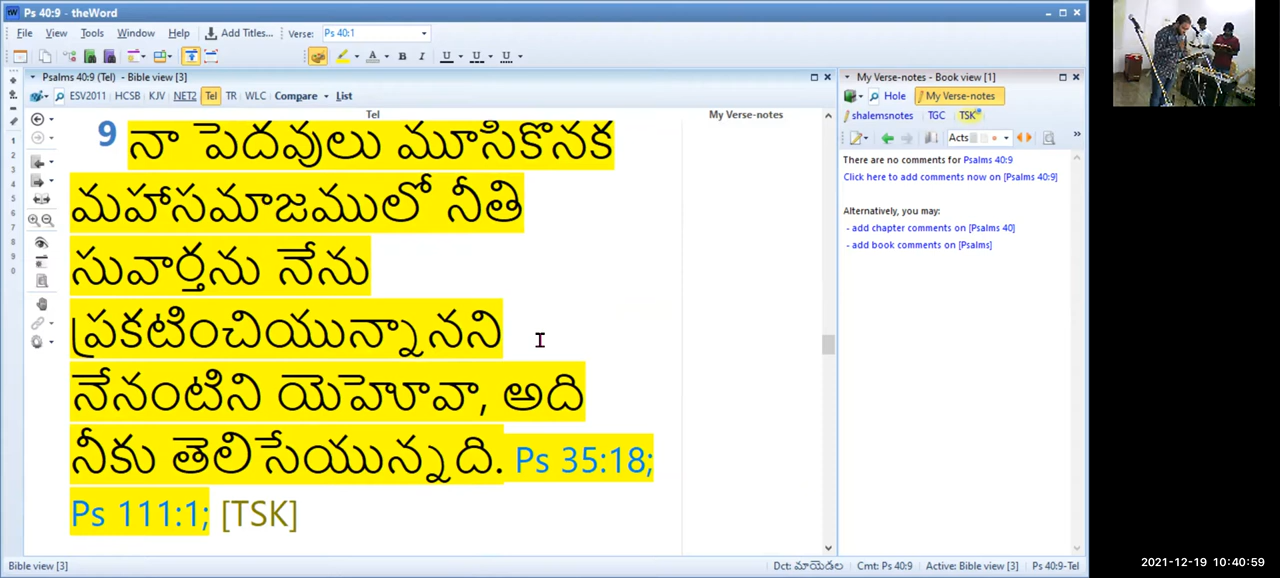 Ps 40:9 - theWord
File View Tools Window Help Add Titles... Verse: Ps 40:1
Psalms 40:9 (Tel) - Bible view [3]
ESV2011 HCSB KJV NET2 Tel TR WLC Compare List
Tel
9 నా పెదవులు మూసికొనక
మహాసమాజములో నీతి
సువార్తను నేను
ప్రకటించియున్నానని
నేనంటిని యెహోవా, అది
నీకు తెలిసేయున్నది. Ps 35:18;
Ps 111:1; [TSK]
My Verse-notes
My Verse-notes - Book view [1]
Hole My Verse-notes
shalemsnotes TGC TSK
Acts
There are no comments for Psalms 40:9
Click here to add comments now on [Psalms 40:9]
Alternatively, you may:
- add chapter comments on [Psalms 40]
- add book comments on [Psalms]
Bible view [3] Dct: మాయెడల Cmt: Ps 40:9 Active: Bible view [3] Ps 40:9-Tel
2021-12-19 10:40:59